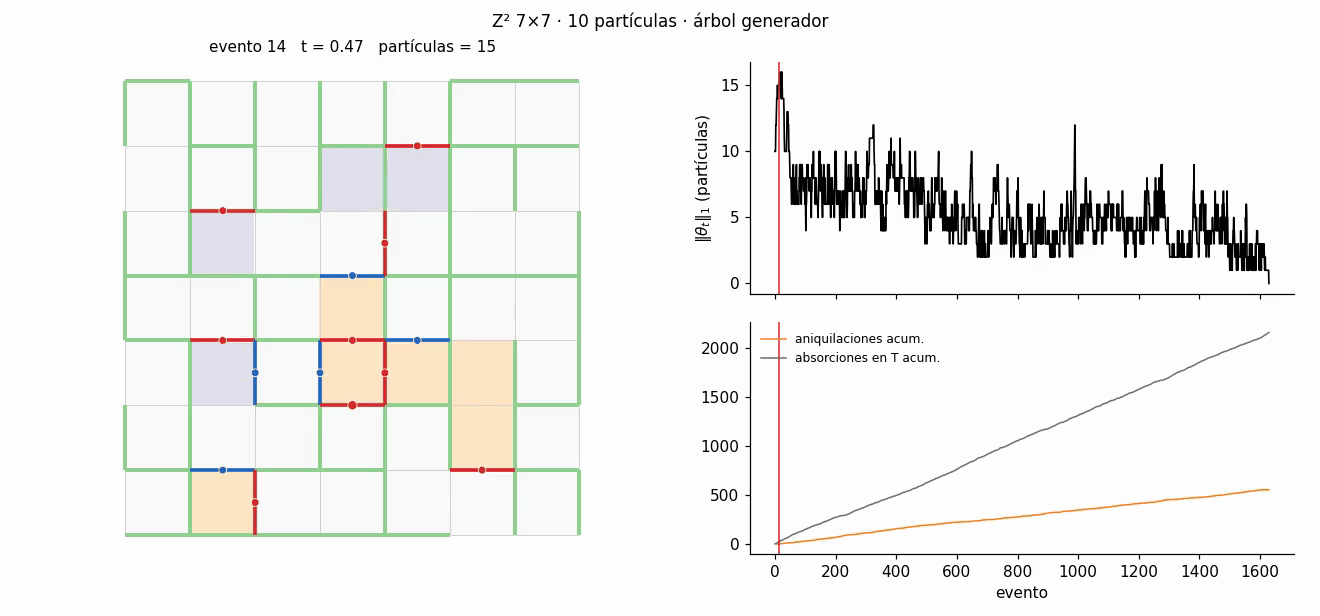 Z² 7×7 · 10 partículas · árbol generador
evento 14 t = 0.47 partículas = 15
15
10
5
0
‖θₜ‖₁ (partículas)
aniquilaciones acum.
absorciones en T acum.
2000
1500
1000
500
0
0 200 400 600 800 1000 1200 1400 1600
evento